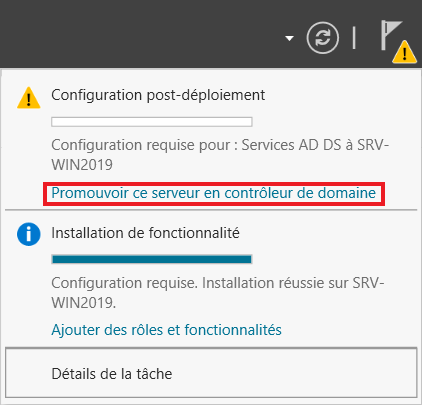 Configuration post-déploiement
Configuration requise pour : Services AD DS à SRV-
WIN2019
Promouvoir ce serveur en contrôleur de domaine
Installation de fonctionnalité
Configuration requise. Installation réussie sur SRV-
WIN2019.
Ajouter des rôles et fonctionnalités
Détails de la tâche